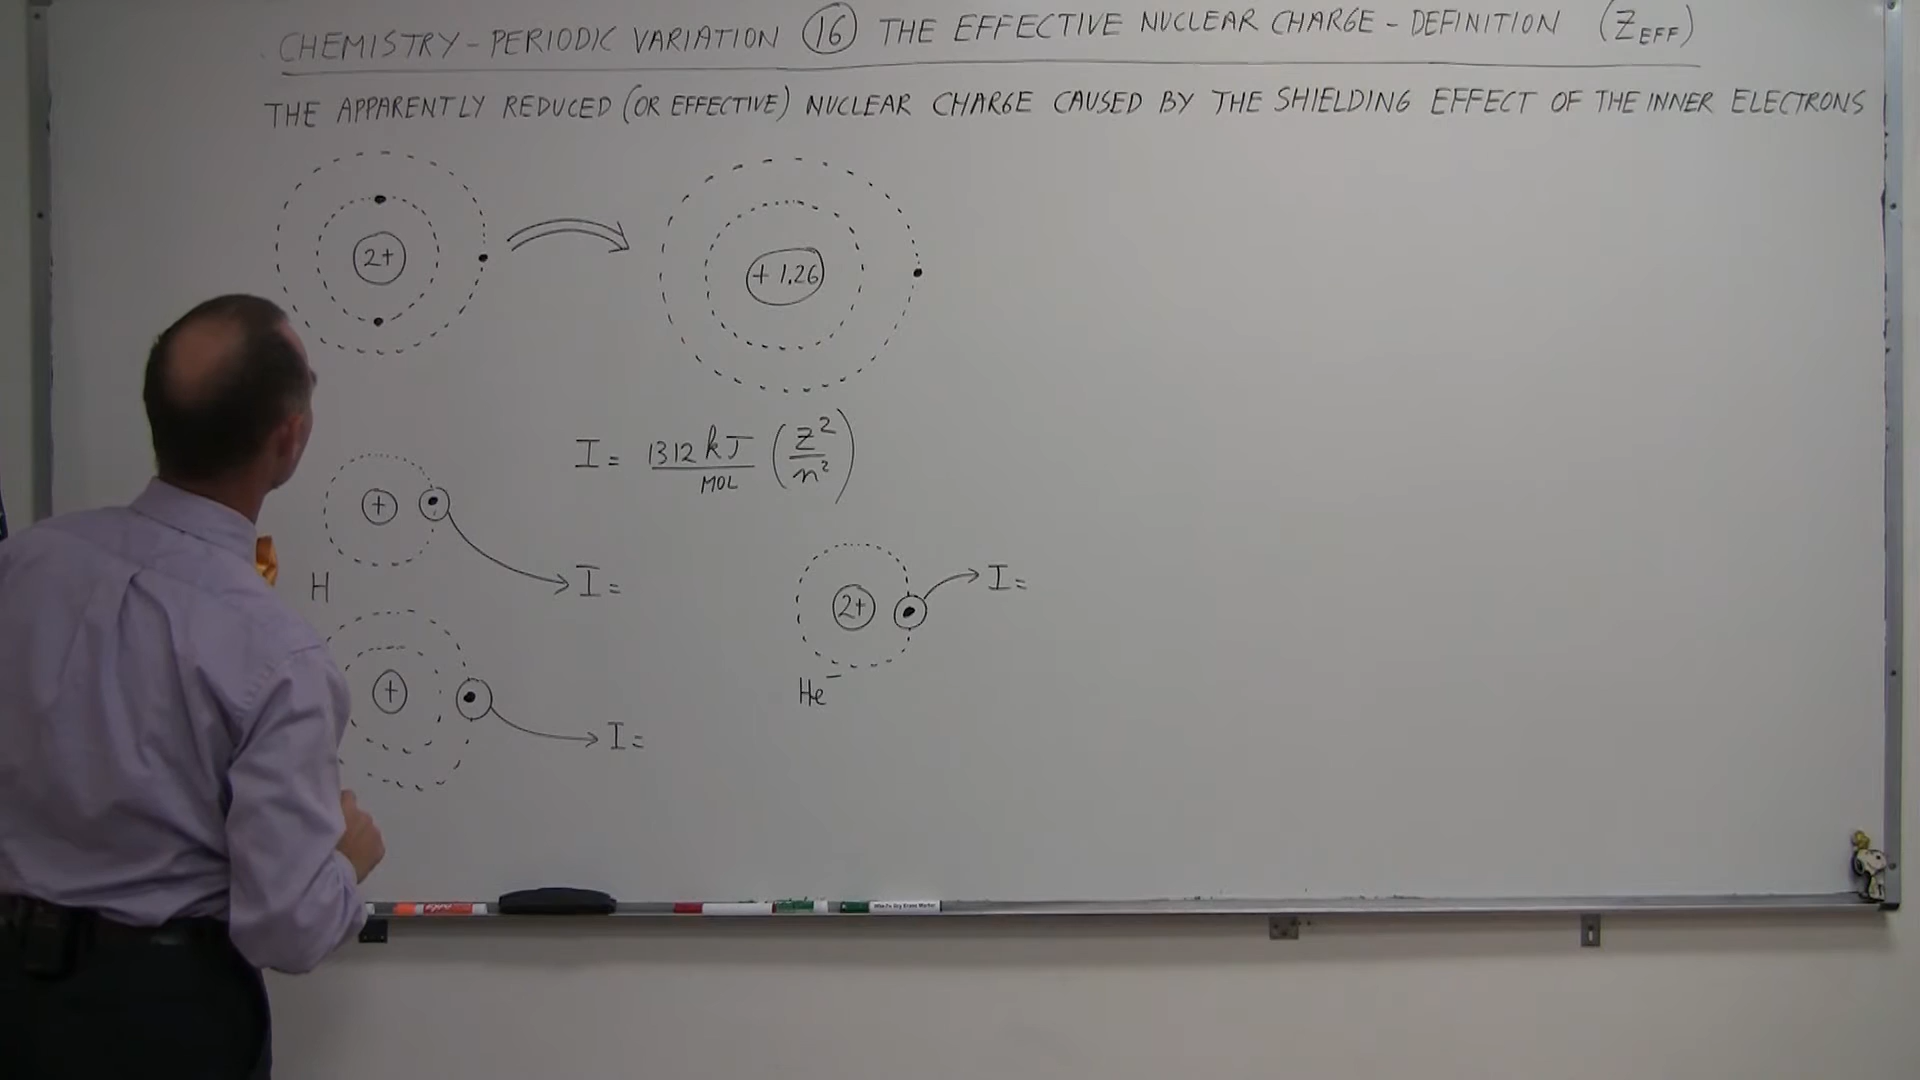 CHEMISTRY - PERIODIC VARIATION 16 THE EFFECTIVE NUCLEAR CHARGE - DEFINITION (ZEFF)
THE APPARENTLY REDUCED (OR EFFECTIVE) NUCLEAR CHARGE CAUSED BY THE SHIELDING EFFECT OF THE INNER ELECTRONS
2+
+ 1.26
I = 1312 kJ/MOL (Z²/n²)
+
I =
H
2+
I =
He⁻
+
I =